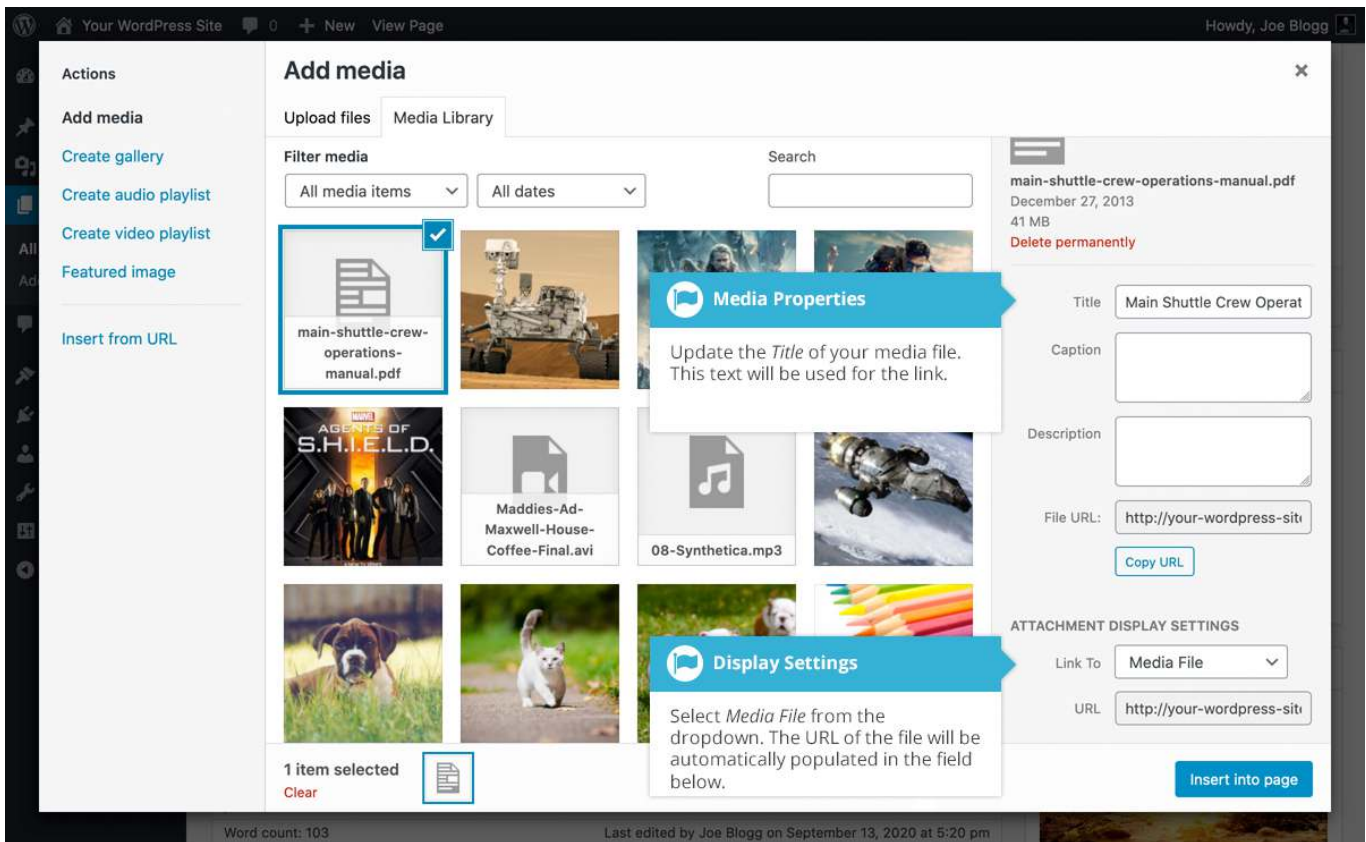 Your WordPress Site 0 + New View Page Howdy, Joe Blogg
Actions
Add media
Create gallery
Create audio playlist
Create video playlist
Featured image
Insert from URL
All
Add media
Upload files Media Library
Filter media
All media items All dates
Search
main-shuttle-crew-
operations-
manual.pdf
MARVEL
AGENTS OF
S.H.I.E.L.D.
Maddies-Ad-
Maxwell-House-
Coffee-Final.avi
08-Synthetica.mp3
Media Properties
Update the Title of your media file.
This text will be used for the link.
Display Settings
Select Media File from the
dropdown. The URL of the file will be
automatically populated in the field
below.
main-shuttle-crew-operations-manual.pdf
December 27, 2013
41 MB
Delete permanently
Title Main Shuttle Crew Operat
Caption
Description
File URL: http://your-wordpress-site
Copy URL
ATTACHMENT DISPLAY SETTINGS
Link To Media File
URL http://your-wordpress-site
1 item selected
Clear
Insert into page
Word count: 103 Last edited by Joe Blogg on September 13, 2020 at 5:20 pm